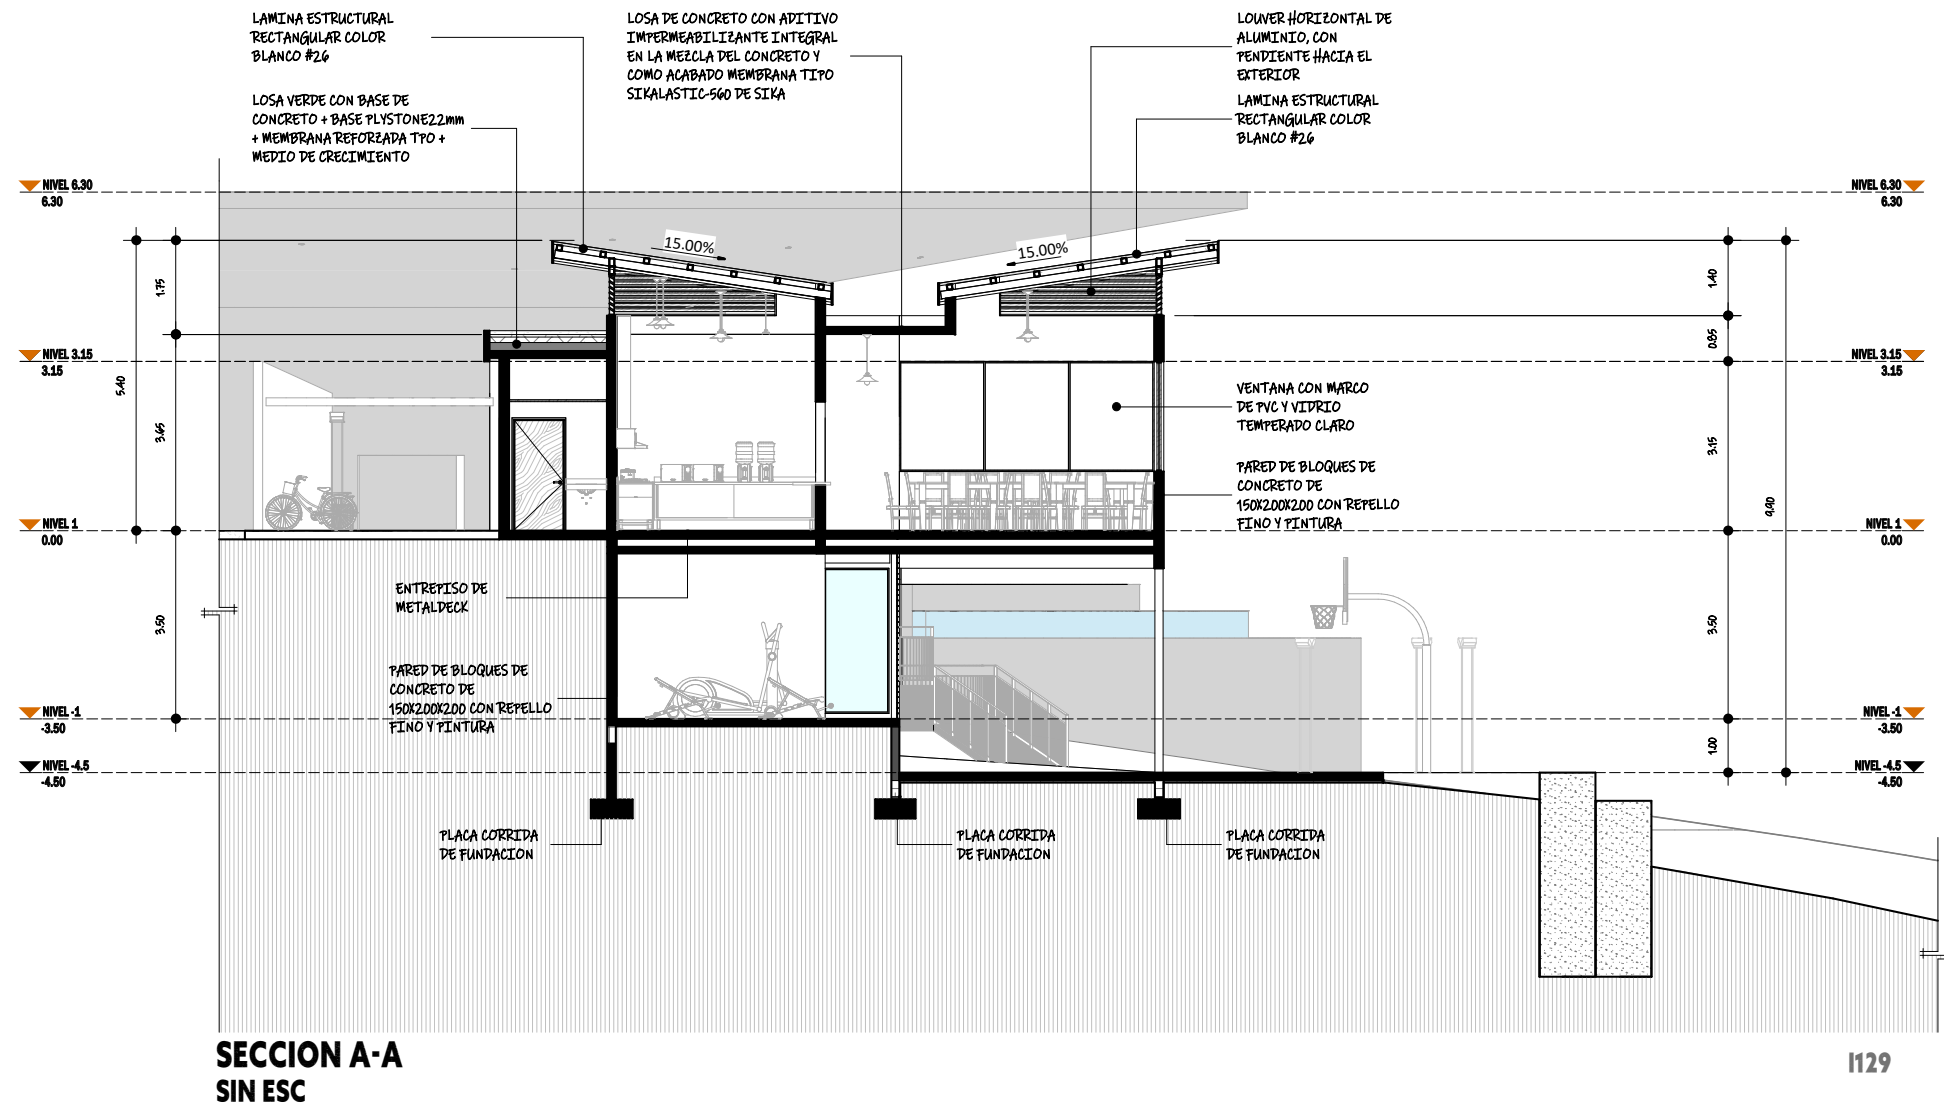 LAMINA ESTRUCTURAL
RECTANGULAR COLOR
BLANCO #26
LOSA VERDE CON BASE DE
CONCRETO + BASE PLYSTONE22mm
+ MEMBRANA REFORZADA TPO +
MEDIO DE CRECIMIENTO
LOSA DE CONCRETO CON ADITIVO
IMPERMEABILIZANTE INTEGRAL
EN LA MEZCLA DEL CONCRETO Y
COMO ACABADO MEMBRANA TIPO
SIKALASTIC-560 DE SIKA
LOUVER HORIZONTAL DE
ALUMINIO, CON
PENDIENTE HACIA EL
EXTERIOR
LAMINA ESTRUCTURAL
RECTANGULAR COLOR
BLANCO #26
NIVEL 6.30
6.30
NIVEL 6.30
6.30
15.00%
15.00%
1.75
1.40
0.85
NIVEL 3.15
3.15
NIVEL 3.15
3.15
5.40
3.65
VENTANA CON MARCO
DE PVC Y VIDRIO
TEMPERADO CLARO
3.15
PARED DE BLOQUES DE
CONCRETO DE
150X200X200 CON REPELLO
FINO Y PINTURA
9.90
NIVEL 1
0.00
NIVEL 1
0.00
ENTREPISO DE
METALDECK
3.50
3.50
PARED DE BLOQUES DE
CONCRETO DE
150X200X200 CON REPELLO
FINO Y PINTURA
NIVEL -1
-3.50
NIVEL -1
-3.50
1.00
NIVEL -4.5
-4.50
NIVEL -4.5
-4.50
PLACA CORRIDA
DE FUNDACION
PLACA CORRIDA
DE FUNDACION
PLACA CORRIDA
DE FUNDACION
SECCION A-A
SIN ESC
I129